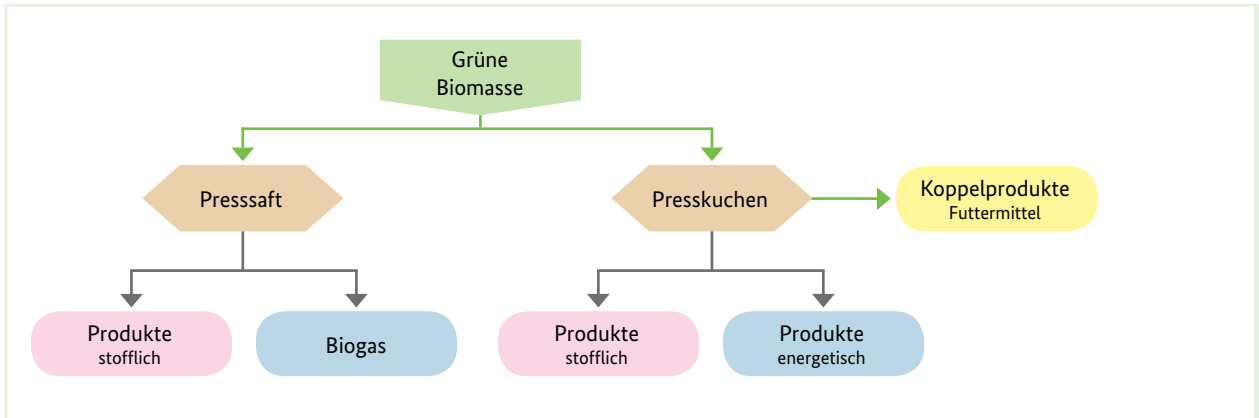 Grüne
Biomasse
Presssaft
Presskuchen
Koppelprodukte
Futtermittel
Produkte
stofflich
Biogas
Produkte
stofflich
Produkte
energetisch